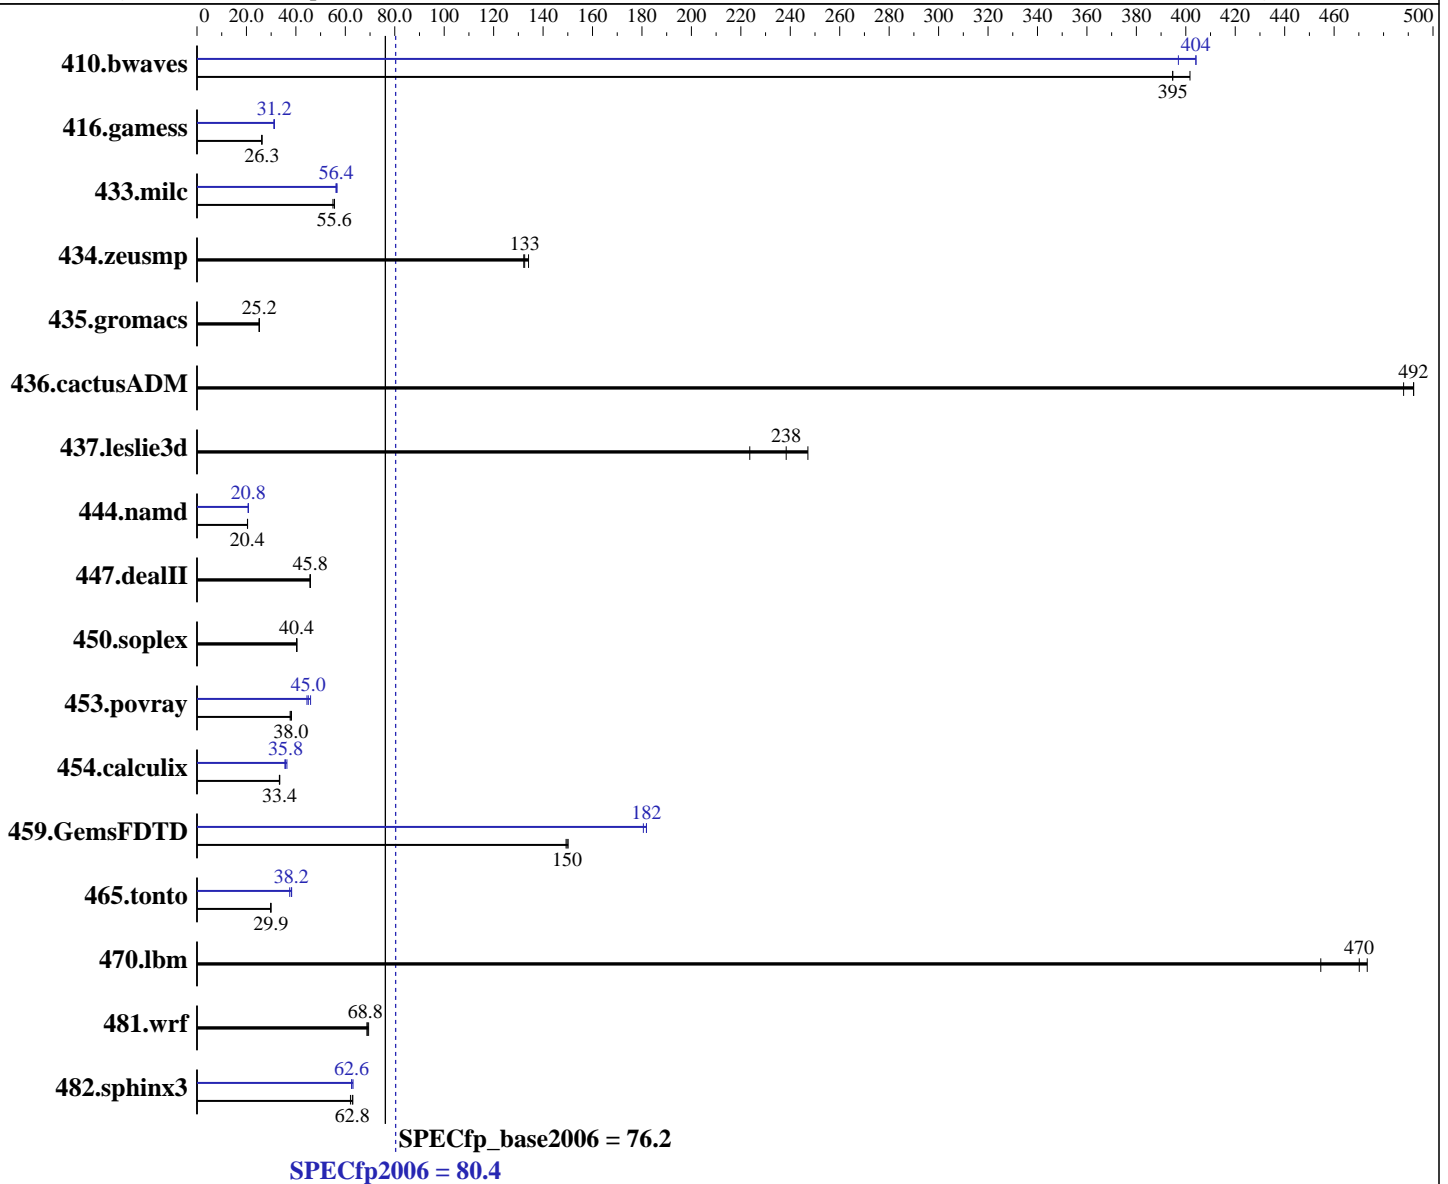 0 20.0 40.0 60.0 80.0 100 120 140 160 180 200 220 240 260 280 300 320 340 360 380 400 420 440 460 500
410.bwaves
404
395
416.gamess
31.2
26.3
433.milc
56.4
55.6
434.zeusmp
133
435.gromacs
25.2
436.cactusADM
492
437.leslie3d
238
444.namd
20.8
20.4
447.dealII
45.8
450.soplex
40.4
453.povray
45.0
38.0
454.calculix
35.8
33.4
459.GemsFDTD
182
150
465.tonto
38.2
29.9
470.lbm
470
481.wrf
68.8
482.sphinx3
62.6
62.8
SPECfp_base2006 = 76.2
SPECfp2006 = 80.4